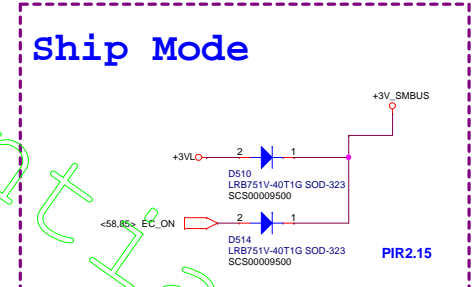 Ship Mode
+3V_SMBUS
+3VL
2
1
D510
LRB751V-40T1G SOD-323
SCS00009500
<58,85>
EC_ON
2
1
D514
LRB751V-40T1G SOD-323
SCS00009500
PIR2.15